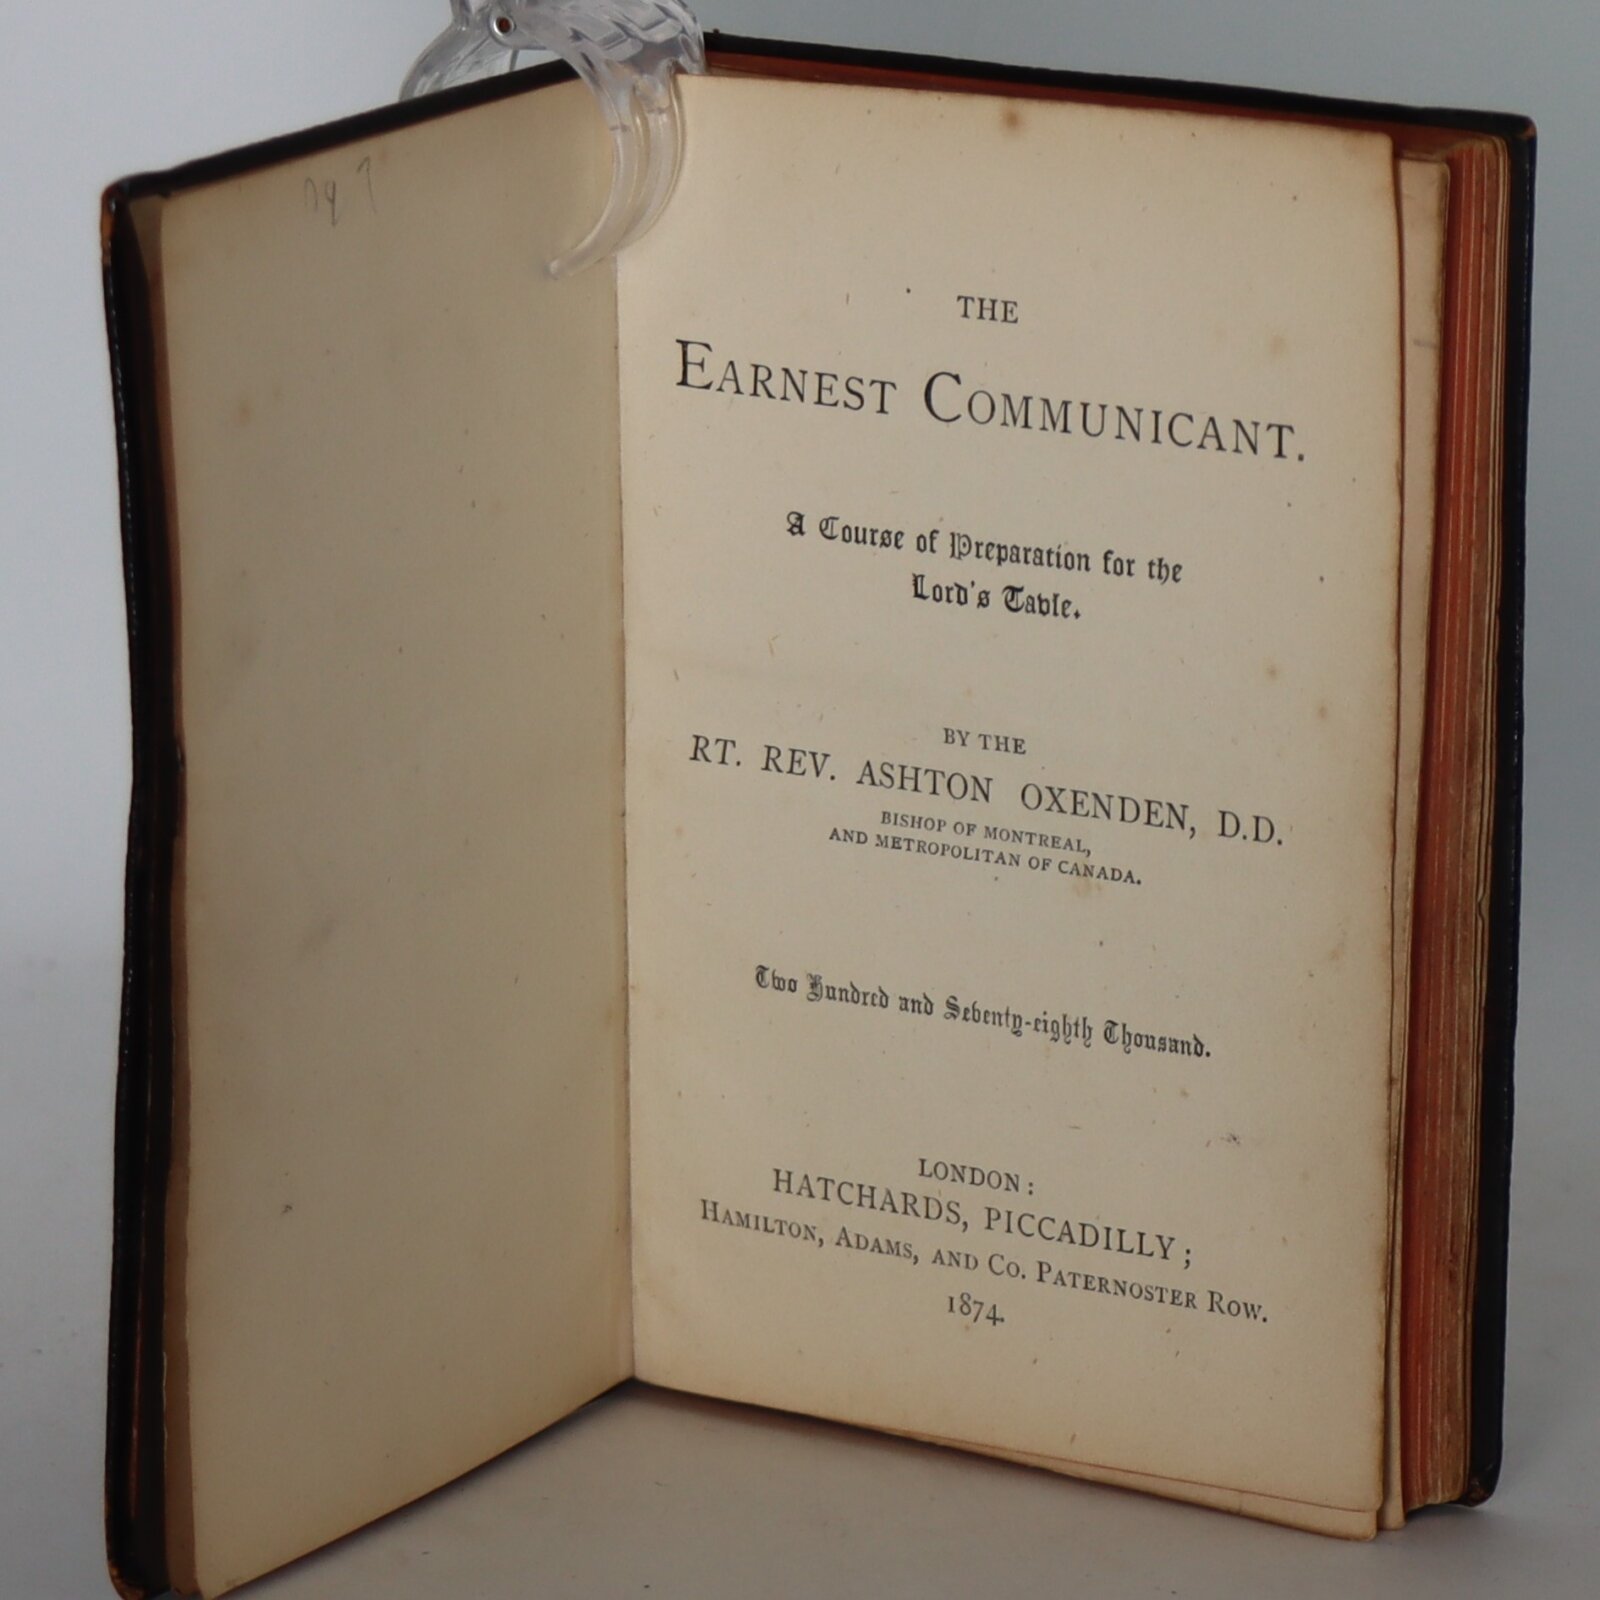 THE
EARNEST COMMUNICANT.
A Course of Preparation for the
Lord's Table.
BY THE
RT. REV. ASHTON OXENDEN, D.D.
BISHOP OF MONTREAL,
AND METROPOLITAN OF CANADA.
Two Hundred and Seventy-eighth Thousand.
LONDON:
HATCHARDS, PICCADILLY;
HAMILTON, ADAMS, AND CO. PATERNOSTER ROW.
1874.